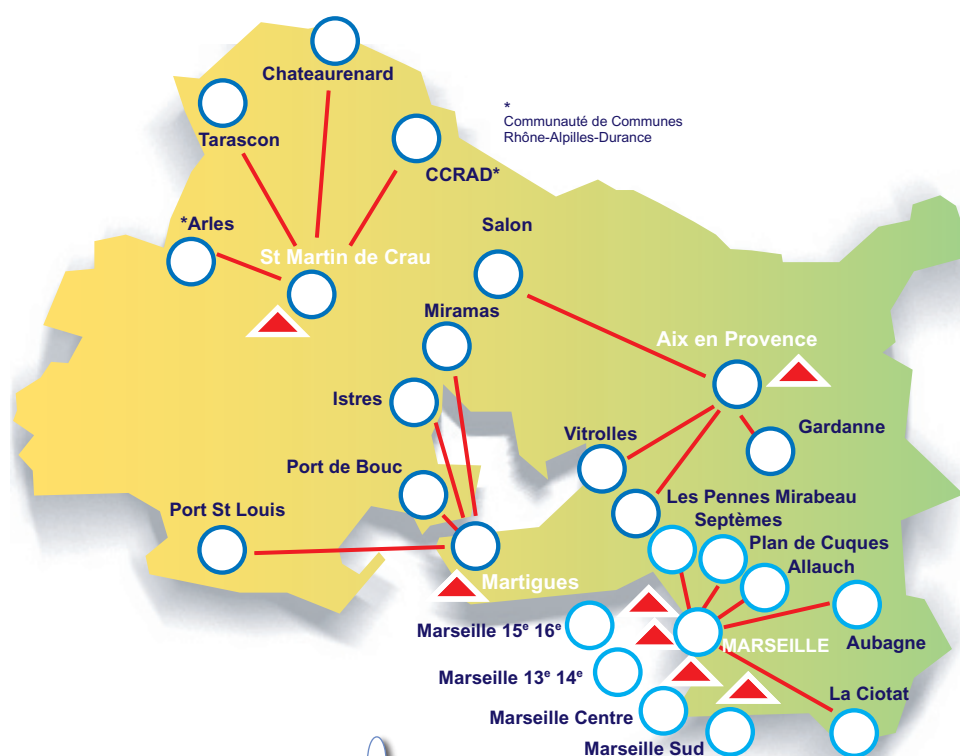 Chateaurenard
Tarascon
*
Communauté de Communes
Rhône-Alpilles-Durance
CCRAD*
*Arles
Salon
St Martin de Crau
Miramas
Aix en Provence
Istres
Gardanne
Vitrolles
Port de Bouc
Les Pennes Mirabeau
Port St Louis
Septèmes
Plan de Cuques
Allauch
Martigues
Marseille 15e 16e
MARSEILLE
Aubagne
Marseille 13e 14e
La Ciotat
Marseille Centre
Marseille Sud